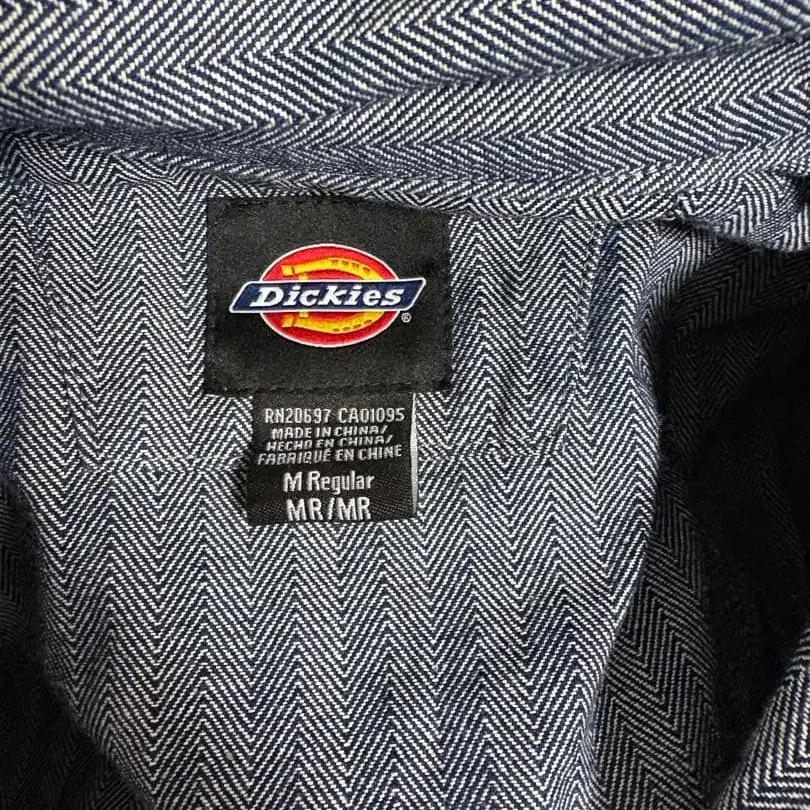 Dickies®
RN20697 CA01095
MADE IN CHINA/
HECHO EN CHINA/
FABRIQUÉ EN CHINE
M Regular
MR/MR